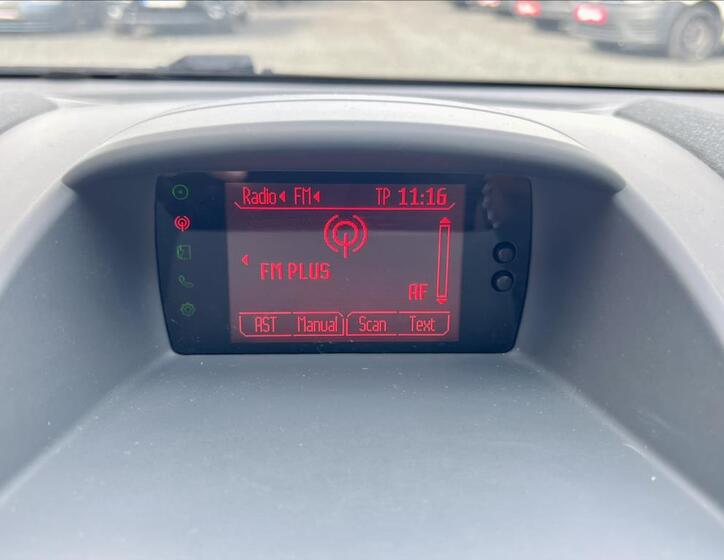 Radio FM TP 11:16
FM PLUS
AF
AST Manual Scan Text